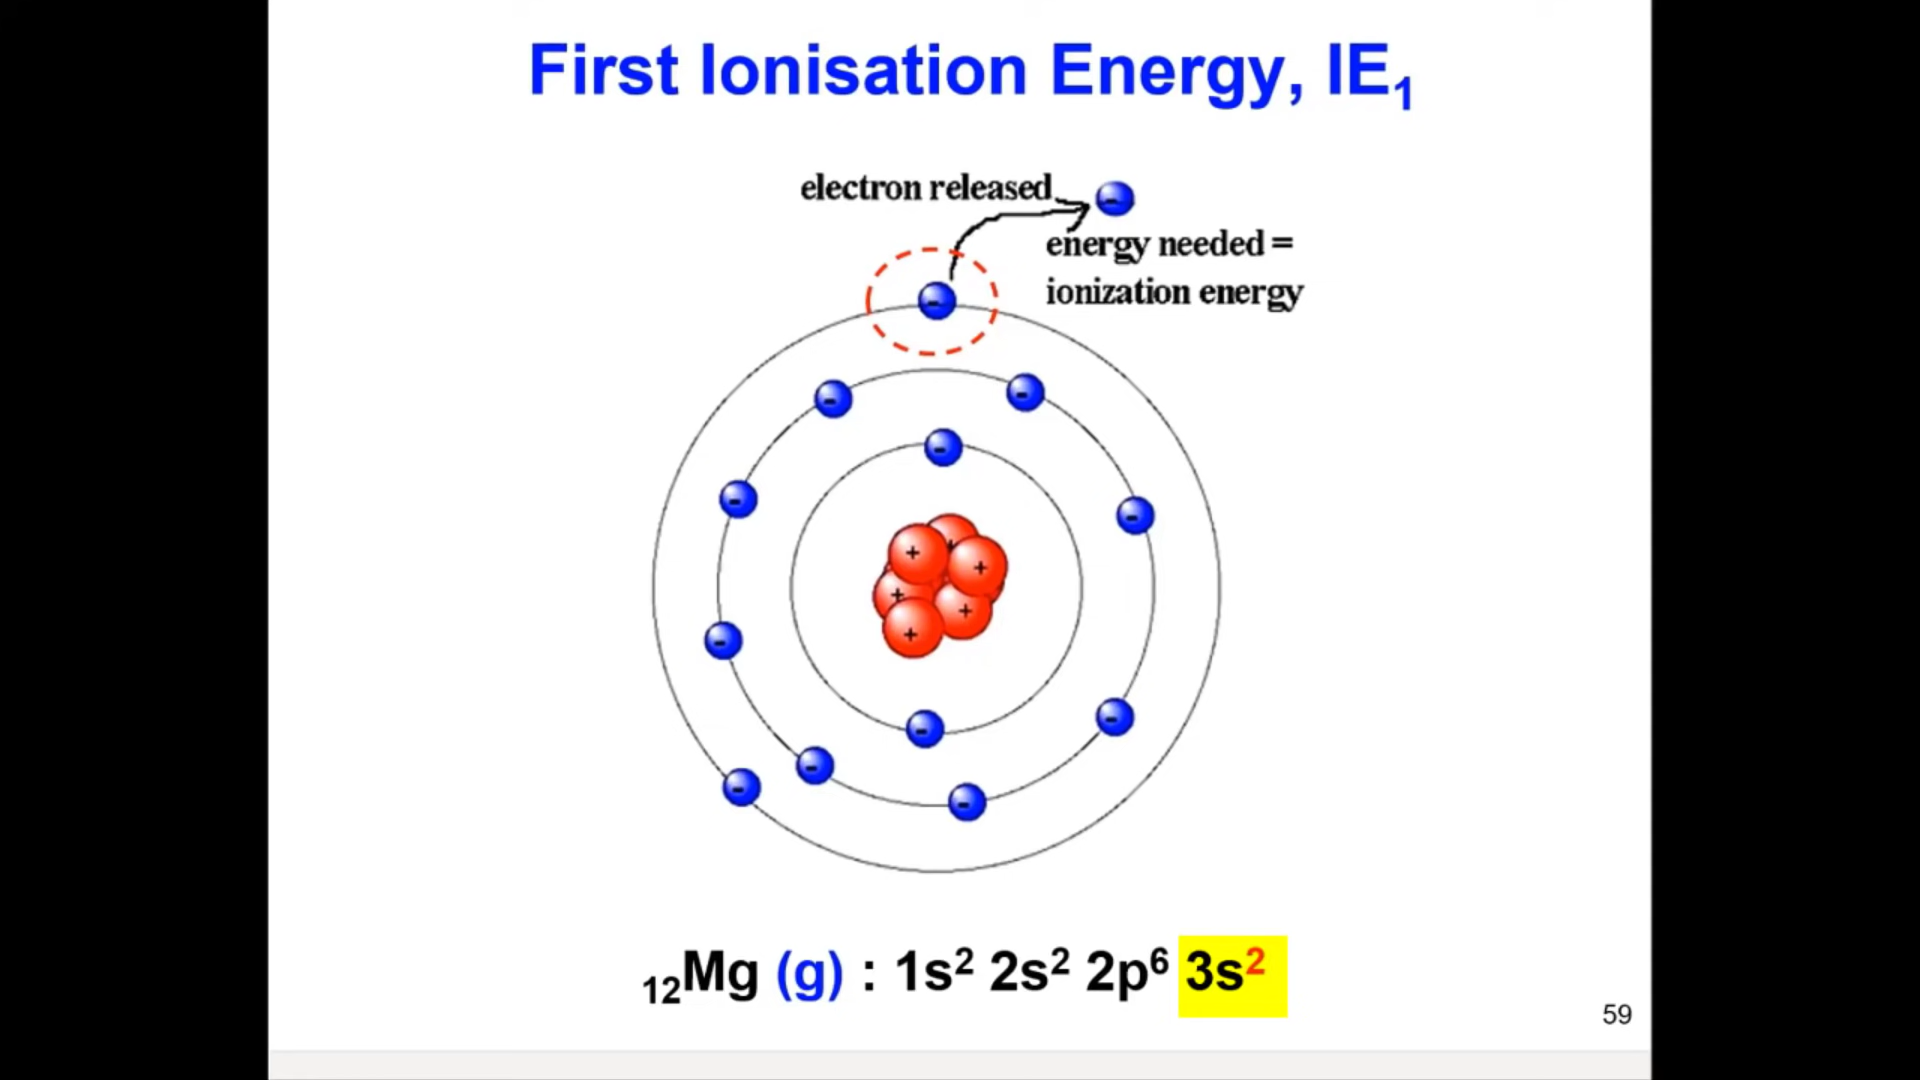 First Ionisation Energy, IE₁
electron released
energy needed =
ionization energy
₁₂Mg (g) : 1s² 2s² 2p⁶ 3s²
59